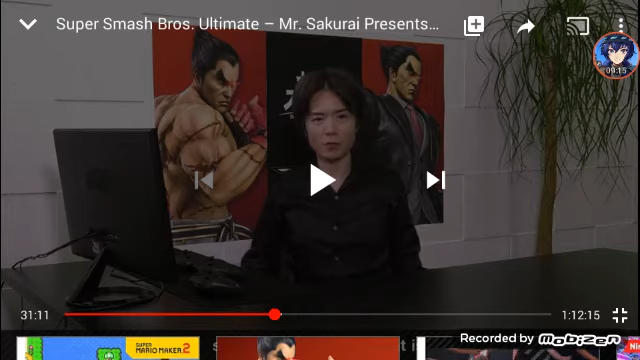 Super Smash Bros. Ultimate – Mr. Sakurai Presents...
09:15
31:11
1:12:15
Recorded by Mobizen
SUPER
MARIO MAKER 2